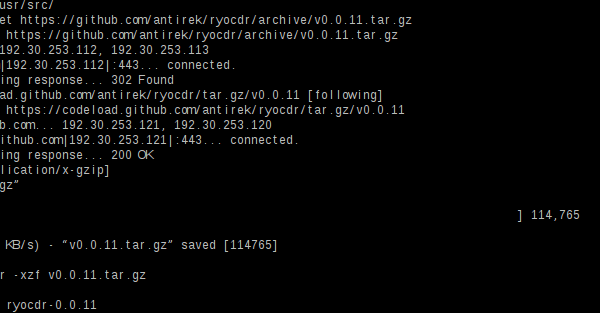 usr/src/
et https://github.com/antirek/ryocdr/archive/v0.0.11.tar.gz
https://github.com/antirek/ryocdr/archive/v0.0.11.tar.gz
192.30.253.112, 192.30.253.113
|192.30.253.112|:443... connected.
ing response... 302 Found
ad.github.com/antirek/ryocdr/tar.gz/v0.0.11 [following]
https://codeload.github.com/antirek/ryocdr/tar.gz/v0.0.11
b.com... 192.30.253.121, 192.30.253.120
ithub.com|192.30.253.121|:443... connected.
ing response... 200 OK
lication/x-gzip]
gz”
] 114,765
KB/s) - “v0.0.11.tar.gz” saved [114765]
r -xzf v0.0.11.tar.gz
ryocdr-0.0.11